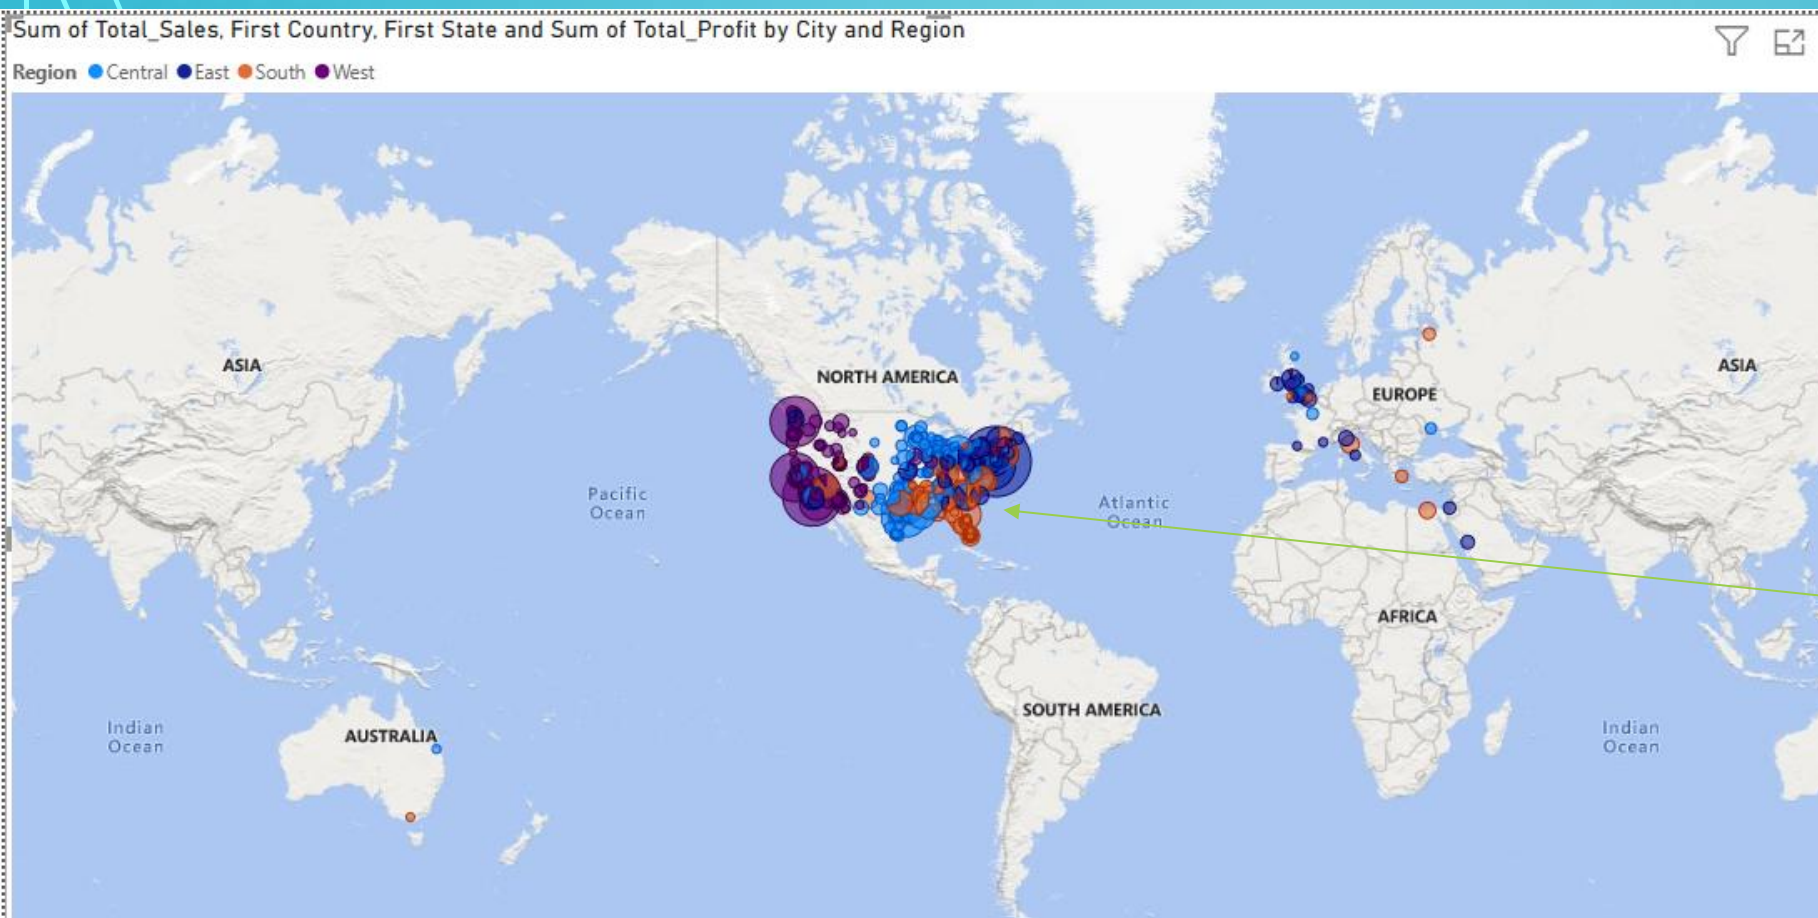 Sum of Total_Sales, First Country, First State and Sum of Total_Profit by City and Region
Region Central East South West
NORTH AMERICA
ASIA
ASIA
EUROPE
Pacific
Ocean
Atlantic
Ocean
AFRICA
SOUTH AMERICA
Indian
Ocean
AUSTRALIA
Indian
Ocean